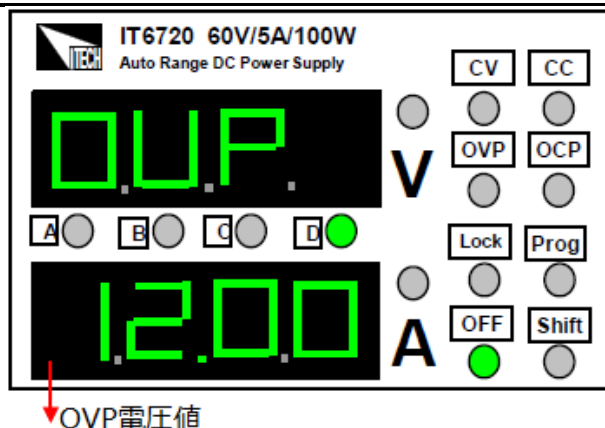 IT6720 60V/5A/100W
ITECH Auto Range DC Power Supply
CV CC
O.U.P.
V
OVP OCP
A B C D
Lock Prog
12.00
A
OFF Shift
OVP電圧値